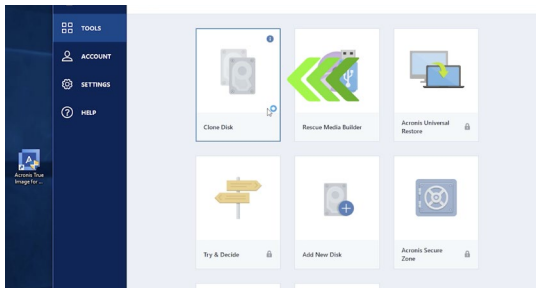 TOOLS
ACCOUNT
SETTINGS
HELP
Acronis True
Image for ...
Clone Disk
Rescue Media Builder
Acronis Universal
Restore
Try & Decide
Add New Disk
Acronis Secure
Zone